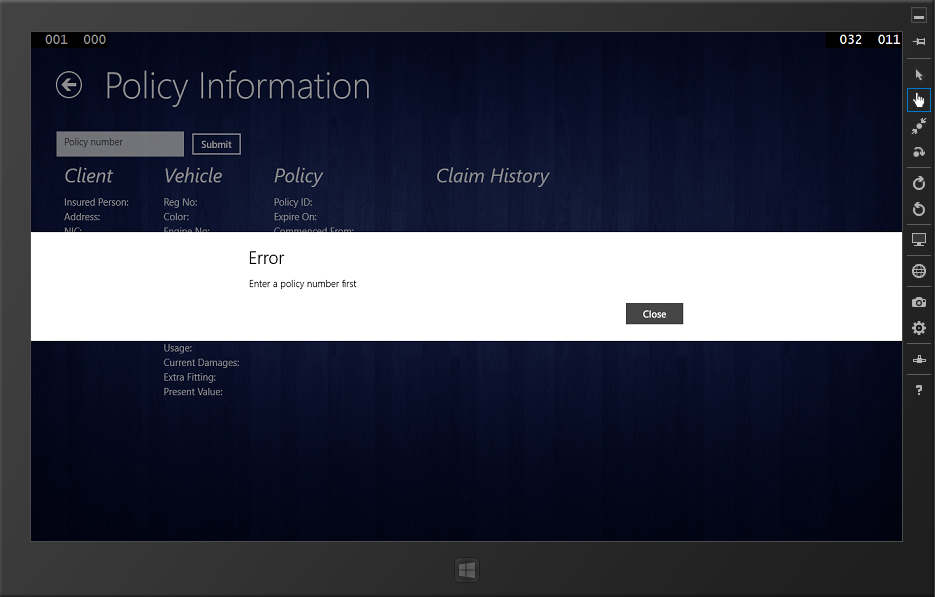 001 000 032 011
Policy Information
Policy number Submit
Client Vehicle Policy Claim History
Insured Person: Reg No: Policy ID:
Address: Color: Expire On:
NIC: Engine No: Commenced From:
Error
Enter a policy number first
Close
Usage:
Current Damages:
Extra Fitting:
Present Value:
?